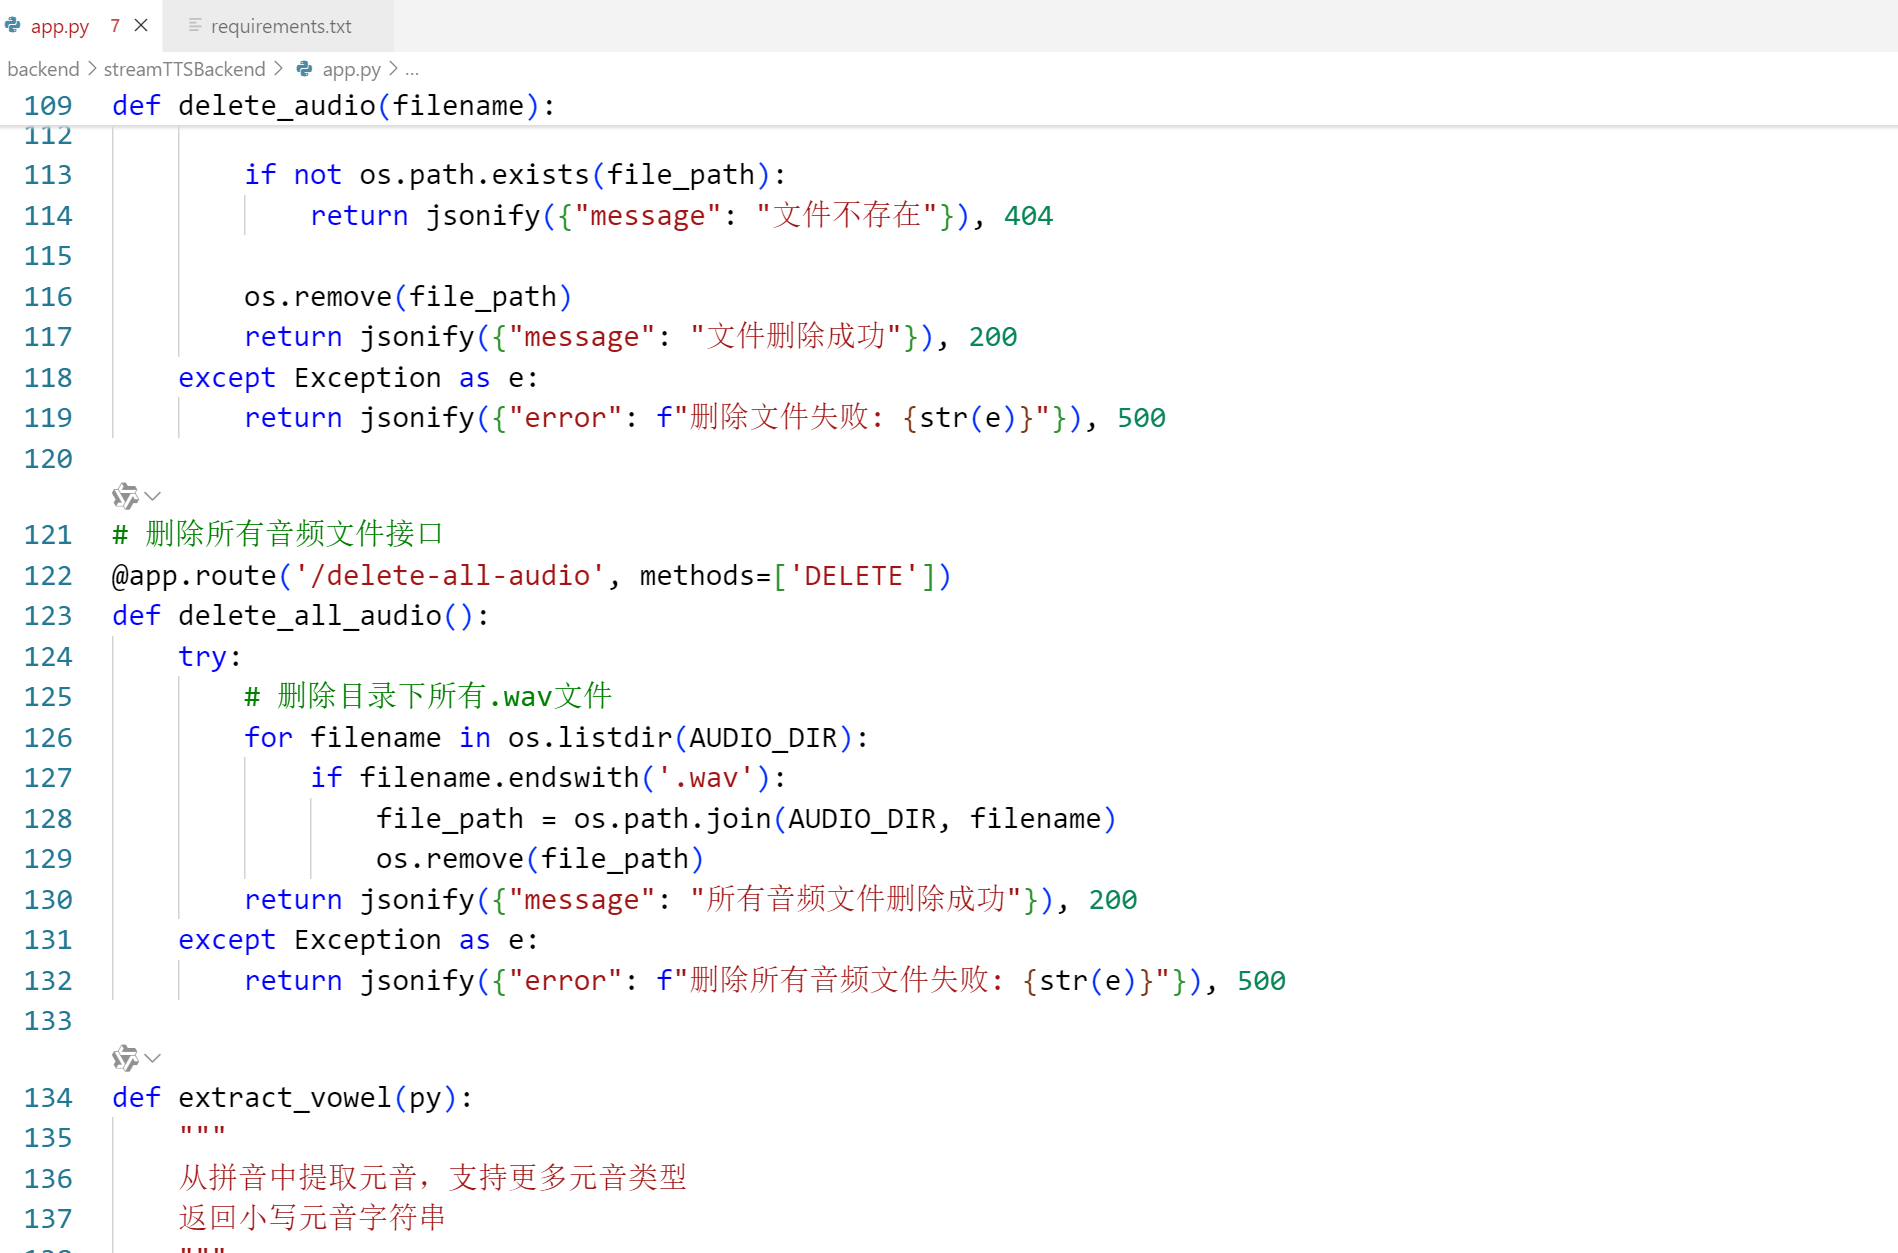 app.py 7 requirements.txt
backend > streamTTSBackend > app.py > ...
109 def delete_audio(filename):
112
113 if not os.path.exists(file_path):
114 return jsonify({"message": "文件不存在"}), 404
115
116 os.remove(file_path)
117 return jsonify({"message": "文件删除成功"}), 200
118 except Exception as e:
119 return jsonify({"error": f"删除文件失败: {str(e)}"}), 500
120
121 # 删除所有音频文件接口
122 @app.route('/delete-all-audio', methods=['DELETE'])
123 def delete_all_audio():
124 try:
125 # 删除目录下所有.wav文件
126 for filename in os.listdir(AUDIO_DIR):
127 if filename.endswith('.wav'):
128 file_path = os.path.join(AUDIO_DIR, filename)
129 os.remove(file_path)
130 return jsonify({"message": "所有音频文件删除成功"}), 200
131 except Exception as e:
132 return jsonify({"error": f"删除所有音频文件失败: {str(e)}"}), 500
133
134 def extract_vowel(py):
135 """
136 从拼音中提取元音，支持更多元音类型
137 返回小写元音字符串